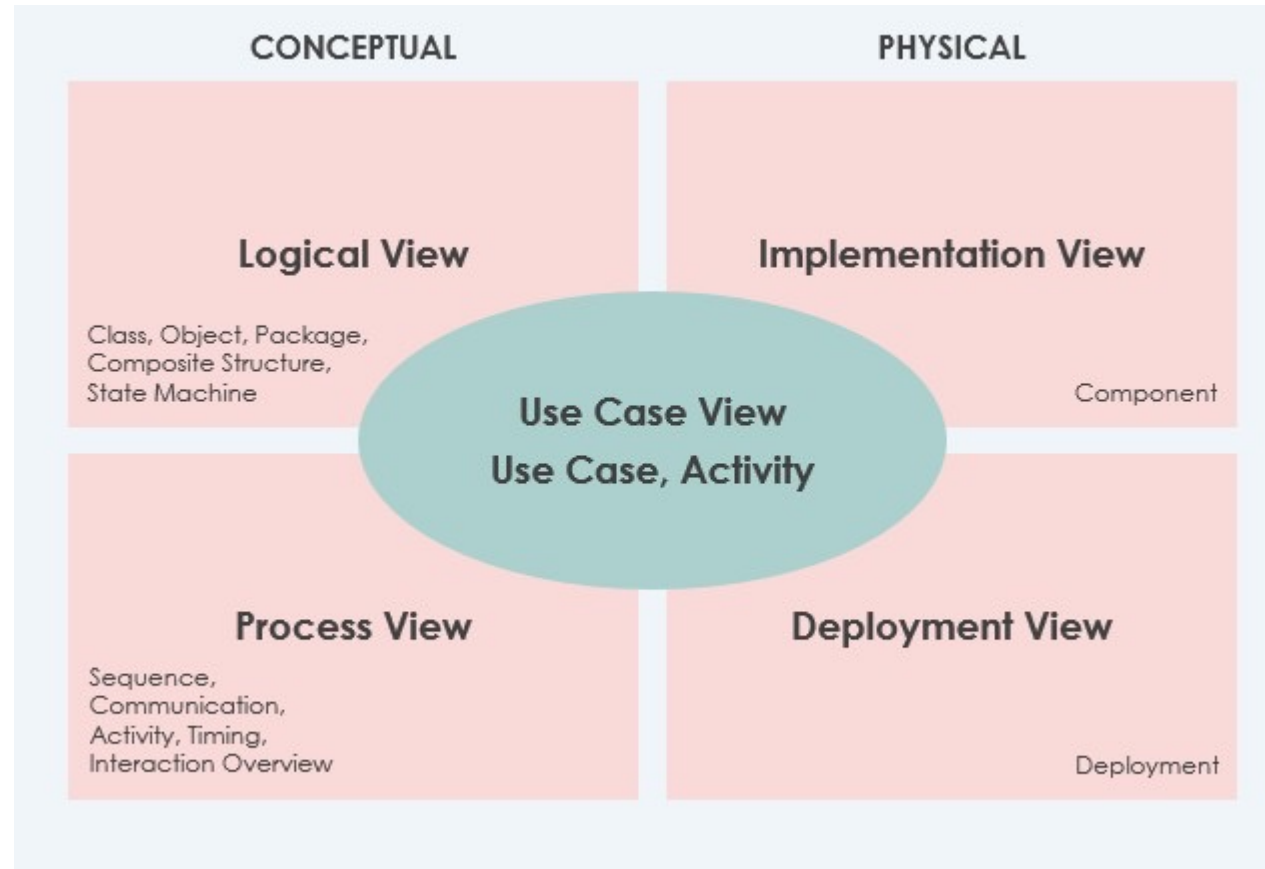 CONCEPTUAL
PHYSICAL
Logical View
Class, Object, Package,
Composite Structure,
State Machine
Implementation View
Component
Use Case View
Use Case, Activity
Process View
Sequence,
Communication,
Activity, Timing,
Interaction Overview
Deployment View
Deployment